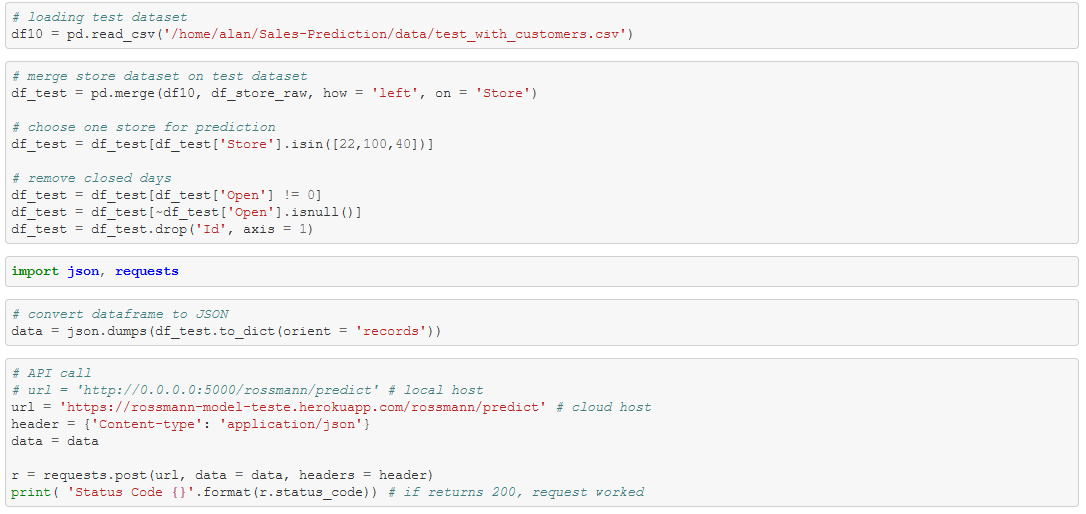 # loading test dataset
df10 = pd.read_csv('/home/alan/Sales-Prediction/data/test_with_customers.csv')
# merge store dataset on test dataset
df_test = pd.merge(df10, df_store_raw, how = 'left', on = 'Store')
# choose one store for prediction
df_test = df_test[df_test['Store'].isin([22,100,40])]
# remove closed days
df_test = df_test[df_test['Open'] != 0]
df_test = df_test[~df_test['Open'].isnull()]
df_test = df_test.drop('Id', axis = 1)
import json, requests
# convert dataframe to JSON
data = json.dumps(df_test.to_dict(orient = 'records'))
# API call
# url = 'http://0.0.0.0:5000/rossmann/predict' # local host
url = 'https://rossmann-model-teste.herokuapp.com/rossmann/predict' # cloud host
header = {'Content-type': 'application/json'}
data = data
r = requests.post(url, data = data, headers = header)
print( 'Status Code {}'.format(r.status_code)) # if returns 200, request worked